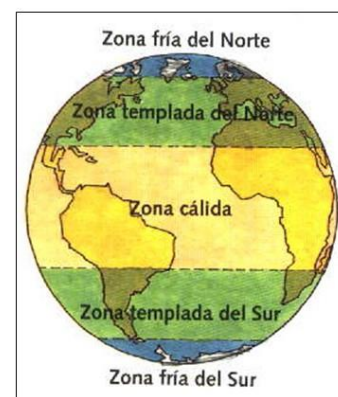 Zona fría del Norte
Zona templada del Norte
Zona cálida
Zona templada del Sur
Zona fría del Sur